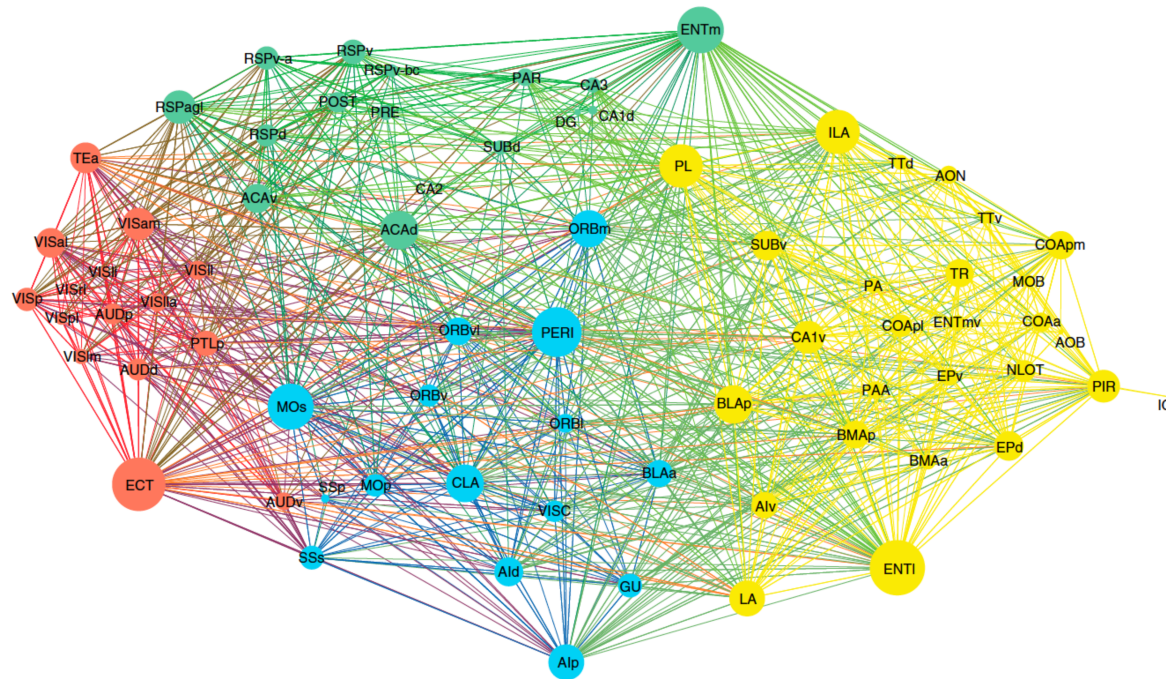 ENTm
RSPv
RSPv-a
RSPv-bc
PAR
CA3
RSPagl
POST
PRE
DG
CA1d
ILA
RSPd
SUBd
TEa
PL
TTd
AON
CA2
ACAv
VISam
ACAd
ORBm
TTv
VISal
SUBv
COApm
VISli
VISil
TR
MOB
VISrl
PA
VISp
VISlla
VISpl
AUDp
COApl
ENTmv
COAa
PERI
ORBvl
CA1v
AOB
PTLp
VISlm
AUDd
EPv
NLOT
PIR
ORBv
PAA
MOs
BLAp
IC
ORBl
BMAp
EPd
BMAa
ECT
SSp
MOp
CLA
BLAa
AUDv
VISC
AIv
SSs
AId
GU
ENTl
LA
AIp